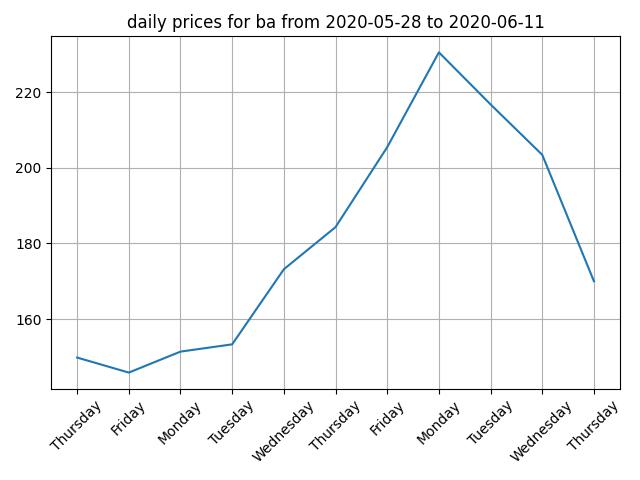 daily prices for ba from 2020-05-28 to 2020-06-11
220
200
180
160
Thursday
Friday
Monday
Tuesday
Wednesday
Thursday
Friday
Monday
Tuesday
Wednesday
Thursday